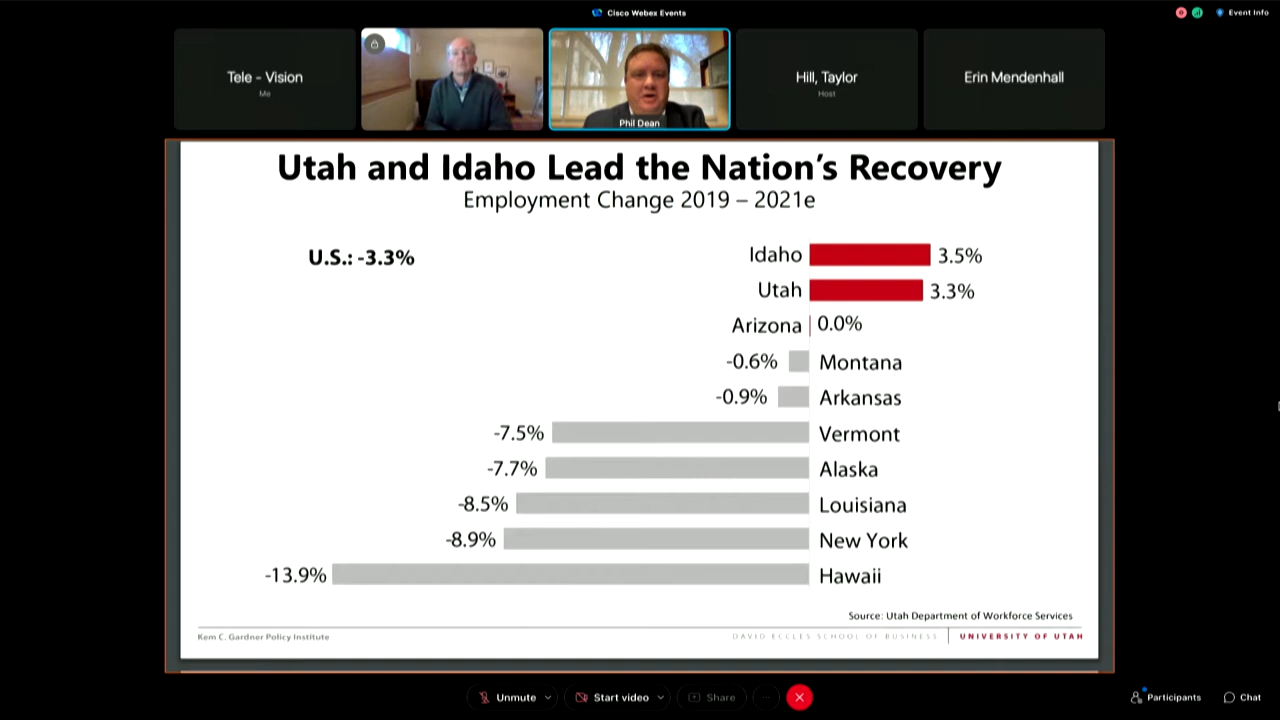 Cisco Webex Events
Event Info
Tele - Vision
Me
Phil Dean
Hill, Taylor
Host
Erin Mendenhall
Utah and Idaho Lead the Nation's Recovery
Employment Change 2019 – 2021e
U.S.: -3.3%
Idaho 3.5%
Utah 3.3%
Arizona 0.0%
-0.6% Montana
-0.9% Arkansas
-7.5% Vermont
-7.7% Alaska
-8.5% Louisiana
-8.9% New York
-13.9% Hawaii
Source: Utah Department of Workforce Services
Kem C. Gardner Policy Institute
DAVID ECCLES SCHOOL OF BUSINESS
UNIVERSITY OF UTAH
Unmute
Start video
Share
Participants
Chat